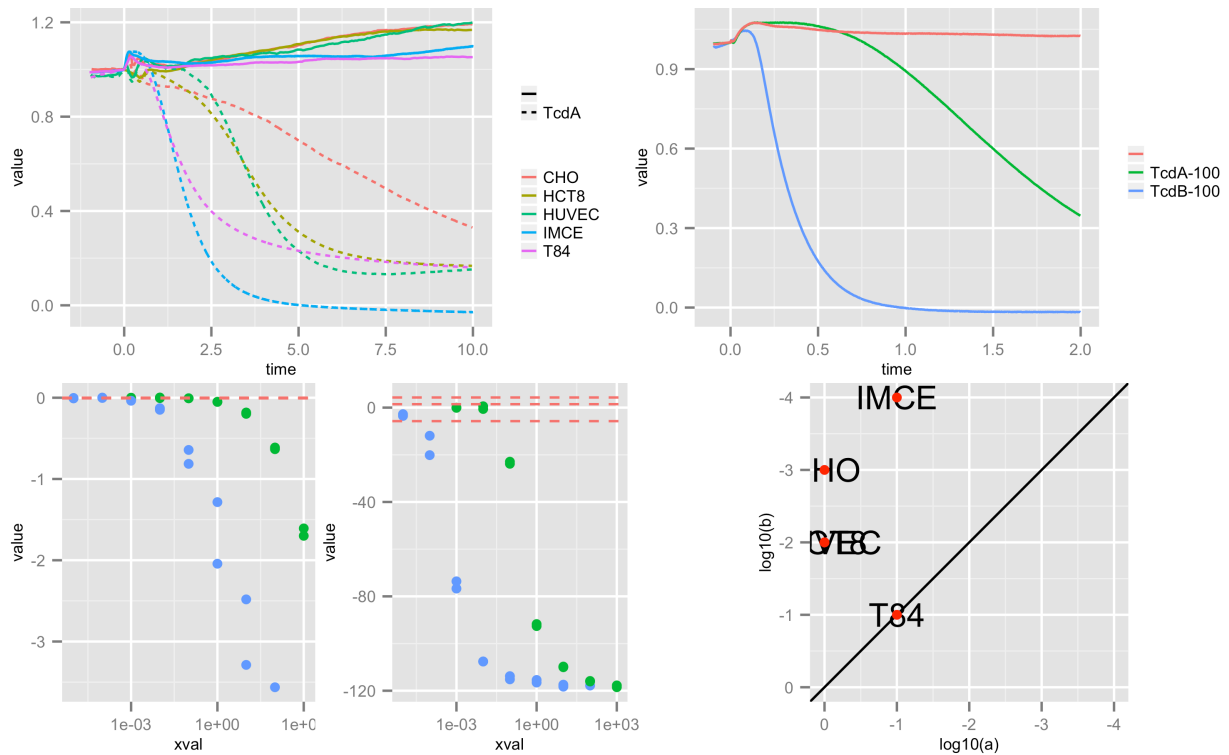 1.2
0.8
0.4
0.0
value
0.0
2.5
5.0
7.5
10.0
time
TcdA
CHO
HCT8
HUVEC
IMCE
T84
0.9
0.6
0.3
0.0
value
0.0
0.5
1.0
1.5
2.0
time
TcdA-100
TcdB-100
0
-1
-2
-3
value
1e-03
1e+00
xval
0
-40
-80
-120
value
1e-03
1e+00
1e+03
xval
-4
-3
-2
-1
0
log10(b)
IMCE
HO
T84
0
-1
-2
-3
-4
log10(a)